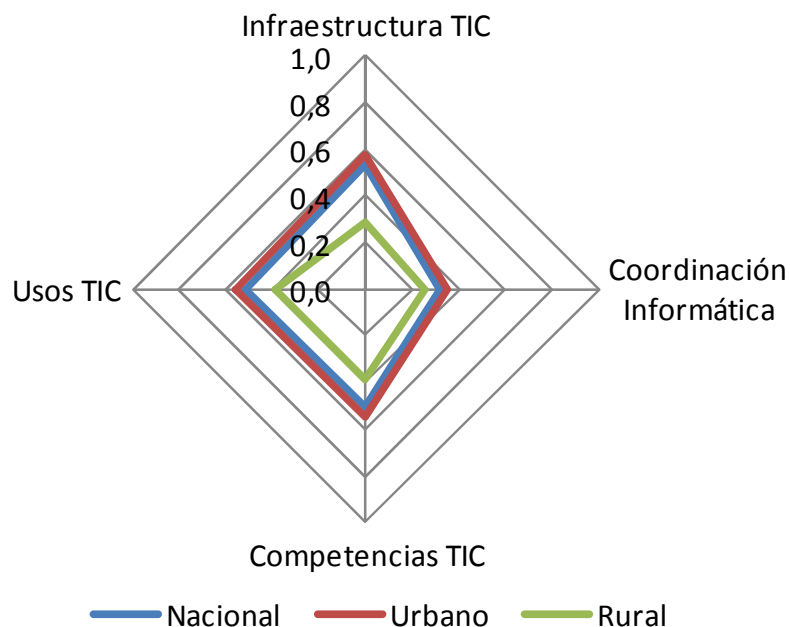 Infraestructura TIC
1,0
0,8
0,6
0,4
0,2
0,0
Usos TIC
Coordinación
Informática
Competencias TIC
Nacional
Urbano
Rural